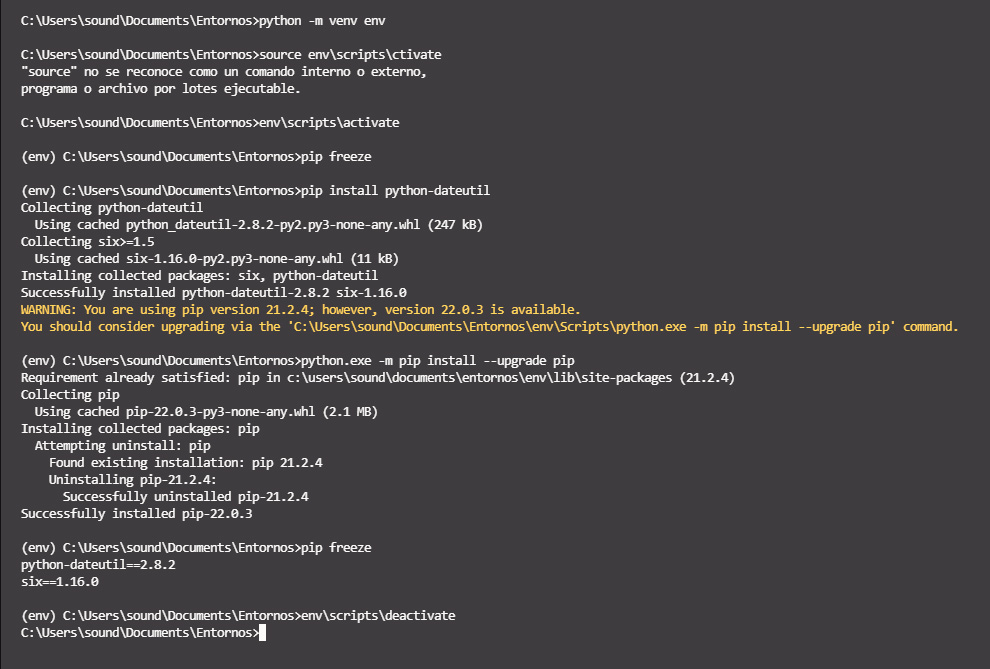 C:\Users\sound\Documents\Entornos>python -m venv env
C:\Users\sound\Documents\Entornos>source env\scripts\ctivate
"source" no se reconoce como un comando interno o externo,
programa o archivo por lotes ejecutable.
C:\Users\sound\Documents\Entornos>env\scripts\activate
(env) C:\Users\sound\Documents\Entornos>pip freeze
(env) C:\Users\sound\Documents\Entornos>pip install python-dateutil
Collecting python-dateutil
  Using cached python_dateutil-2.8.2-py2.py3-none-any.whl (247 kB)
Collecting six>=1.5
  Using cached six-1.16.0-py2.py3-none-any.whl (11 kB)
Installing collected packages: six, python-dateutil
Successfully installed python-dateutil-2.8.2 six-1.16.0
WARNING: You are using pip version 21.2.4; however, version 22.0.3 is available.
You should consider upgrading via the 'C:\Users\sound\Documents\Entornos\env\Scripts\python.exe -m pip install --upgrade pip' command.
(env) C:\Users\sound\Documents\Entornos>python.exe -m pip install --upgrade pip
Requirement already satisfied: pip in c:\users\sound\documents\entornos\env\lib\site-packages (21.2.4)
Collecting pip
  Using cached pip-22.0.3-py3-none-any.whl (2.1 MB)
Installing collected packages: pip
  Attempting uninstall: pip
    Found existing installation: pip 21.2.4
    Uninstalling pip-21.2.4:
      Successfully uninstalled pip-21.2.4
Successfully installed pip-22.0.3
(env) C:\Users\sound\Documents\Entornos>pip freeze
python-dateutil==2.8.2
six==1.16.0
(env) C:\Users\sound\Documents\Entornos>env\scripts\deactivate
C:\Users\sound\Documents\Entornos>